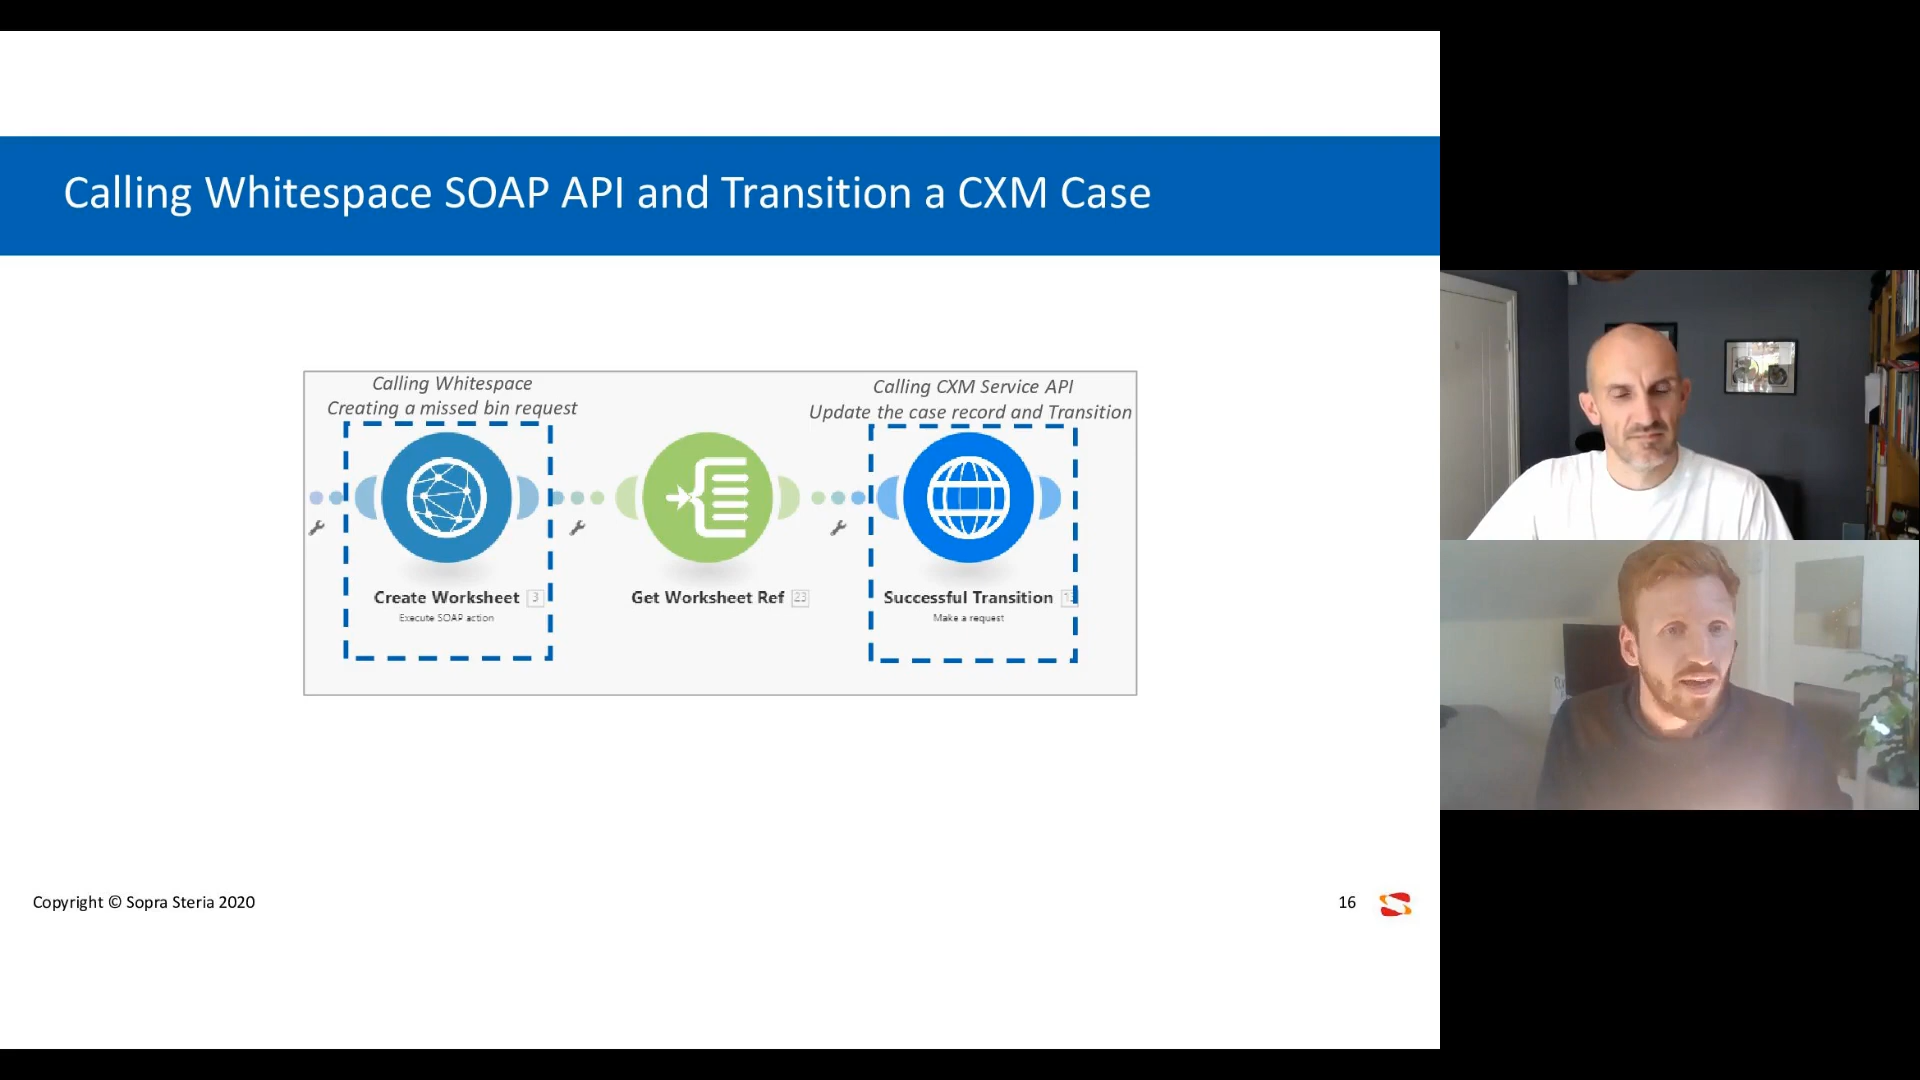 Calling Whitespace SOAP API and Transition a CXM Case
Calling Whitespace
Creating a missed bin request
Calling CXM Service API
Update the case record and Transition
Create Worksheet 3
Execute SOAP action
Get Worksheet Ref 23
Successful Transition
Make a request
Copyright © Sopra Steria 2020
16